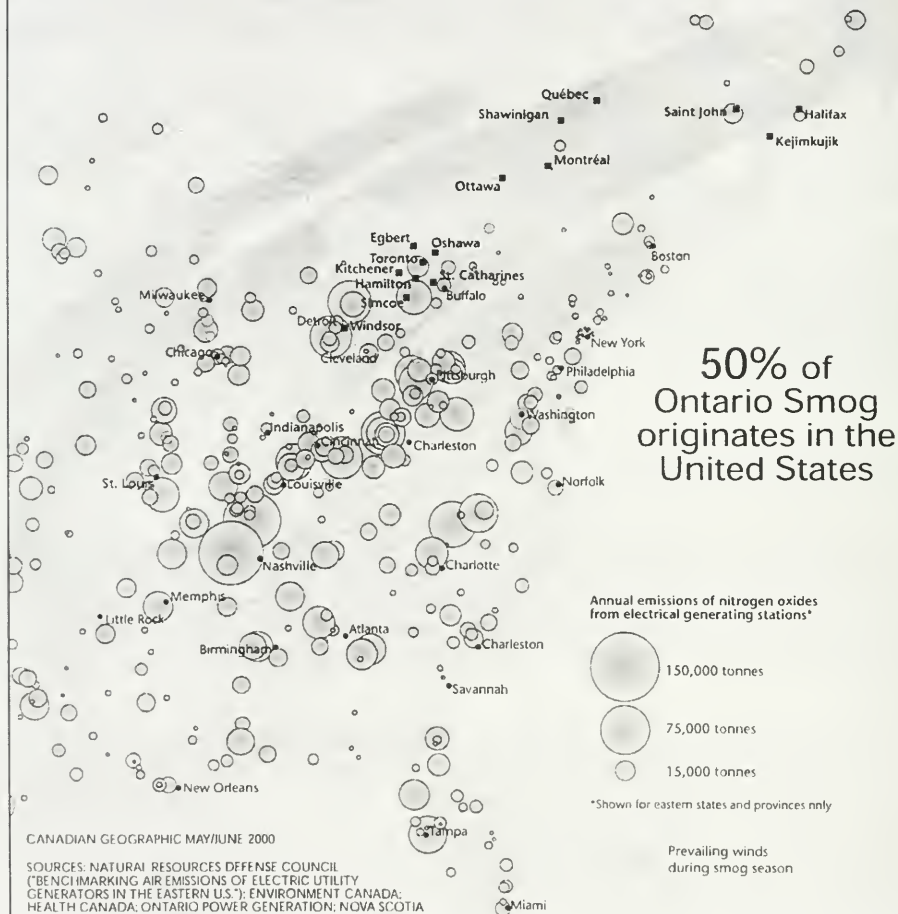 Québec
Shawinigan
Saint John
Halifax
Kejimkujik
Montréal
Ottawa
Egbert
Oshawa
Toronto
Kitchener
St. Catharines
Hamilton
Buffalo
Simcoe
Boston
Milwaukee
Detroit
Windsor
New York
Chicago
Cleveland
Pittsburgh
Philadelphia
50% of
Ontario Smog
originates in the
United States
Washington
Indianapolis
Cincinnati
Charleston
St. Louis
Louisville
Norfolk
Nashville
Charlotte
Memphis
Little Rock
Atlanta
Birmingham
Charleston
Savannah
New Orleans
Tampa
Miami
Annual emissions of nitrogen oxides
from electrical generating stations*
150,000 tonnes
75,000 tonnes
15,000 tonnes
*Shown for eastern states and provinces nnly
Prevailing winds
during smog season
CANADIAN GEOGRAPHIC MAY/JUNE 2000
SOURCES: NATURAL RESOURCES DEFENSE COUNCIL
("BENCHMARKING AIR EMISSIONS OF ELECTRIC UTILITY
GENERATORS IN THE EASTERN U.S."); ENVIRONMENT CANADA;
HEALTH CANADA; ONTARIO POWER GENERATION; NOVA SCOTIA